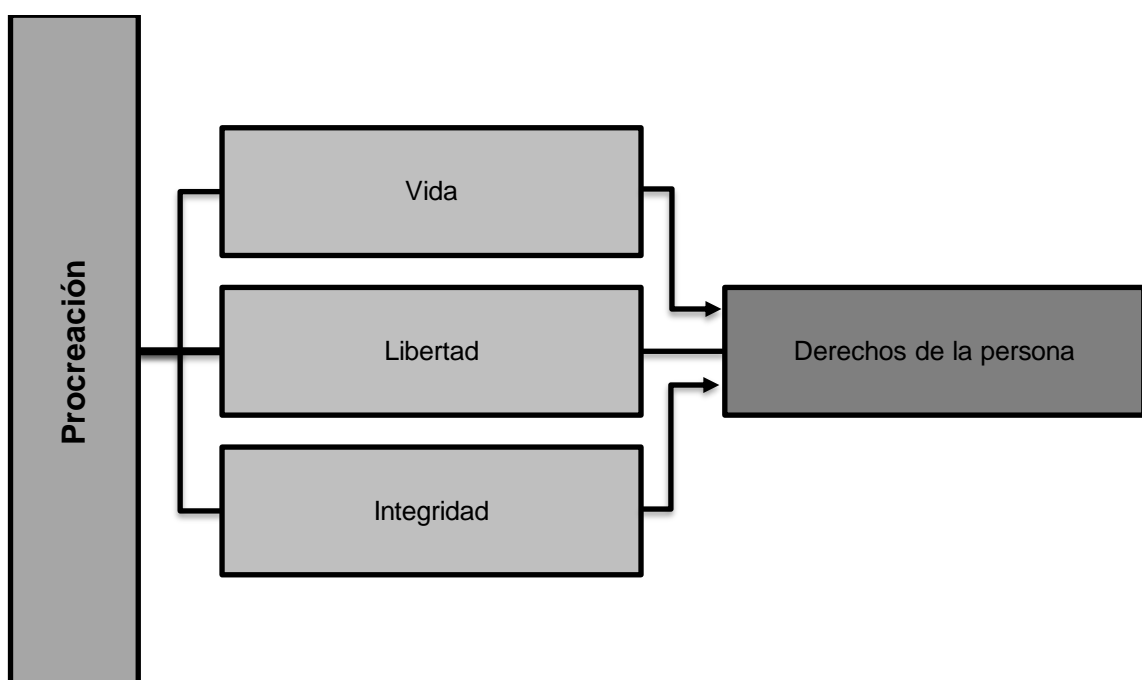 Procreación
Vida
Libertad
Integridad
Derechos de la persona